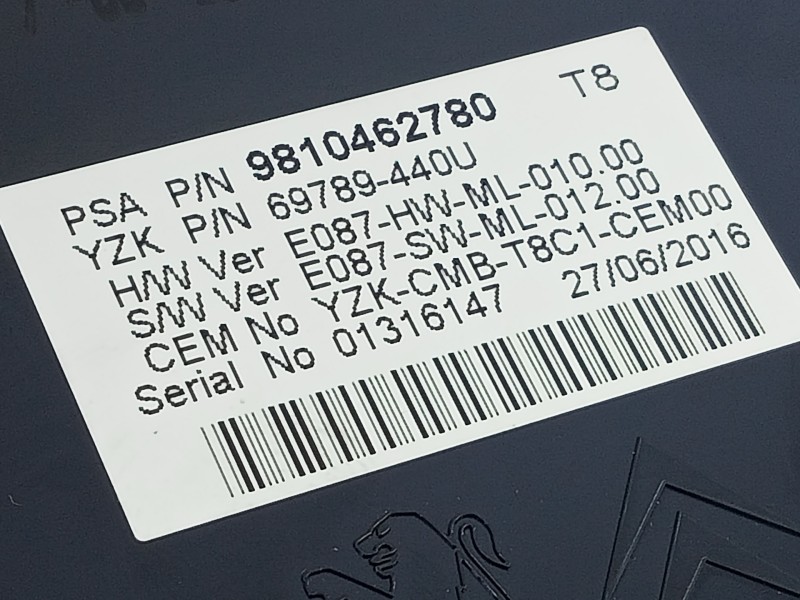 T8
PSA P/N 9810462780
YZK P/N 69789-440U
H/W Ver E087-HW-ML-010.00
S/W Ver E087-SW-ML-012.00
CEM No YZK-CMB-T8C1-CEM00
Serial No 01316147 27/06/2016